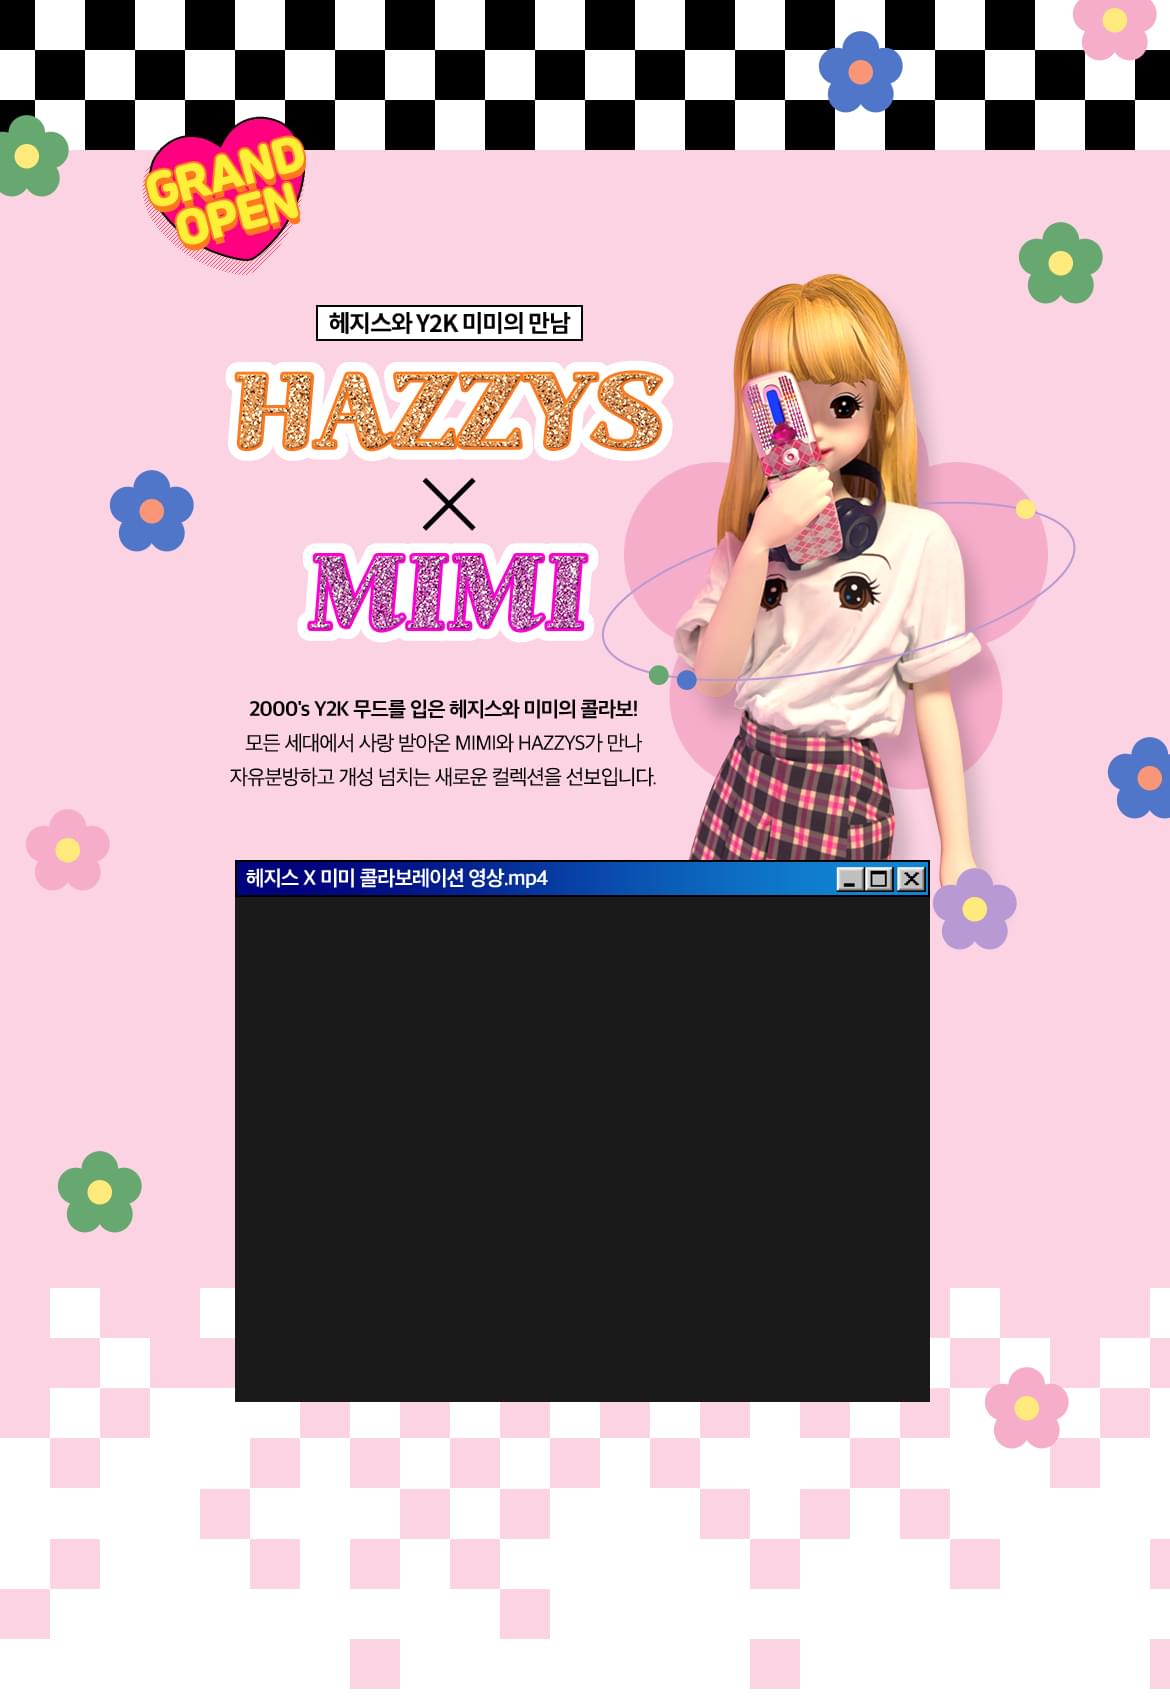 GRAND
OPEN
헤지스와 Y2K 미미의 만남
HAZZYS
×
MIMI
2000's Y2K 무드를 입은 헤지스와 미미의 콜라보!
모든 세대에서 사랑 받아온 MIMI와 HAZZYS가 만나
자유분방하고 개성 넘치는 새로운 컬렉션을 선보입니다.
헤지스 X 미미 콜라보레이션 영상.mp4